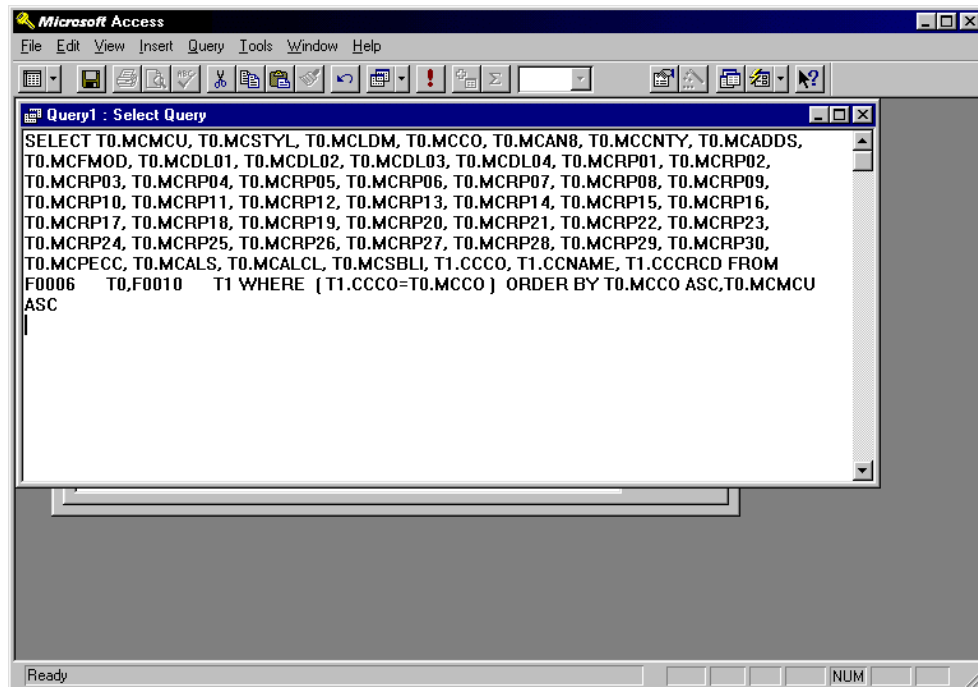 Microsoft Access
File Edit View Insert Query Tools Window Help
Query1 : Select Query
SELECT T0.MCMCU, T0.MCSTYL, T0.MCLDM, T0.MCCO, T0.MCAN8, T0.MCCNTY, T0.MCADDS,
T0.MCFMOD, T0.MCDL01, T0.MCDL02, T0.MCDL03, T0.MCDL04, T0.MCRP01, T0.MCRP02,
T0.MCRP03, T0.MCRP04, T0.MCRP05, T0.MCRP06, T0.MCRP07, T0.MCRP08, T0.MCRP09,
T0.MCRP10, T0.MCRP11, T0.MCRP12, T0.MCRP13, T0.MCRP14, T0.MCRP15, T0.MCRP16,
T0.MCRP17, T0.MCRP18, T0.MCRP19, T0.MCRP20, T0.MCRP21, T0.MCRP22, T0.MCRP23,
T0.MCRP24, T0.MCRP25, T0.MCRP26, T0.MCRP27, T0.MCRP28, T0.MCRP29, T0.MCRP30,
T0.MCPECC, T0.MCALS, T0.MCALCL, T0.MCSBLI, T1.CCCO, T1.CCNAME, T1.CCCRCD FROM
F0006 T0,F0010 T1 WHERE ( T1.CCCO=T0.MCCO ) ORDER BY T0.MCCO ASC,T0.MCMCU
ASC
Ready NUM